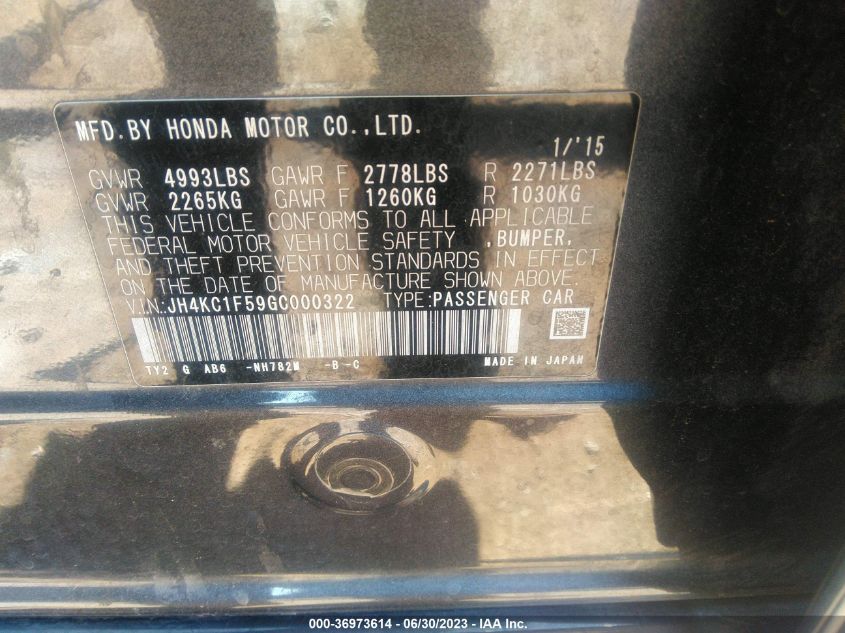 MFD.BY HONDA MOTOR CO.,LTD.
1/'15
GVWR 4993LBS GAWR F 2778LBS R 2271LBS
GVWR 2265KG GAWR F 1260KG R 1030KG
THIS VEHICLE CONFORMS TO ALL APPLICABLE
FEDERAL MOTOR VEHICLE SAFETY ,BUMPER,
AND THEFT PREVENTION STANDARDS IN EFFECT
ON THE DATE OF MANUFACTURE SHOWN ABOVE.
V.I.N:JH4KC1F59GC000322 TYPE:PASSENGER CAR
TY2 G AB6 -NH782M -B-C MADE IN JAPAN
000-36973614 - 06/30/2023 - IAA Inc.